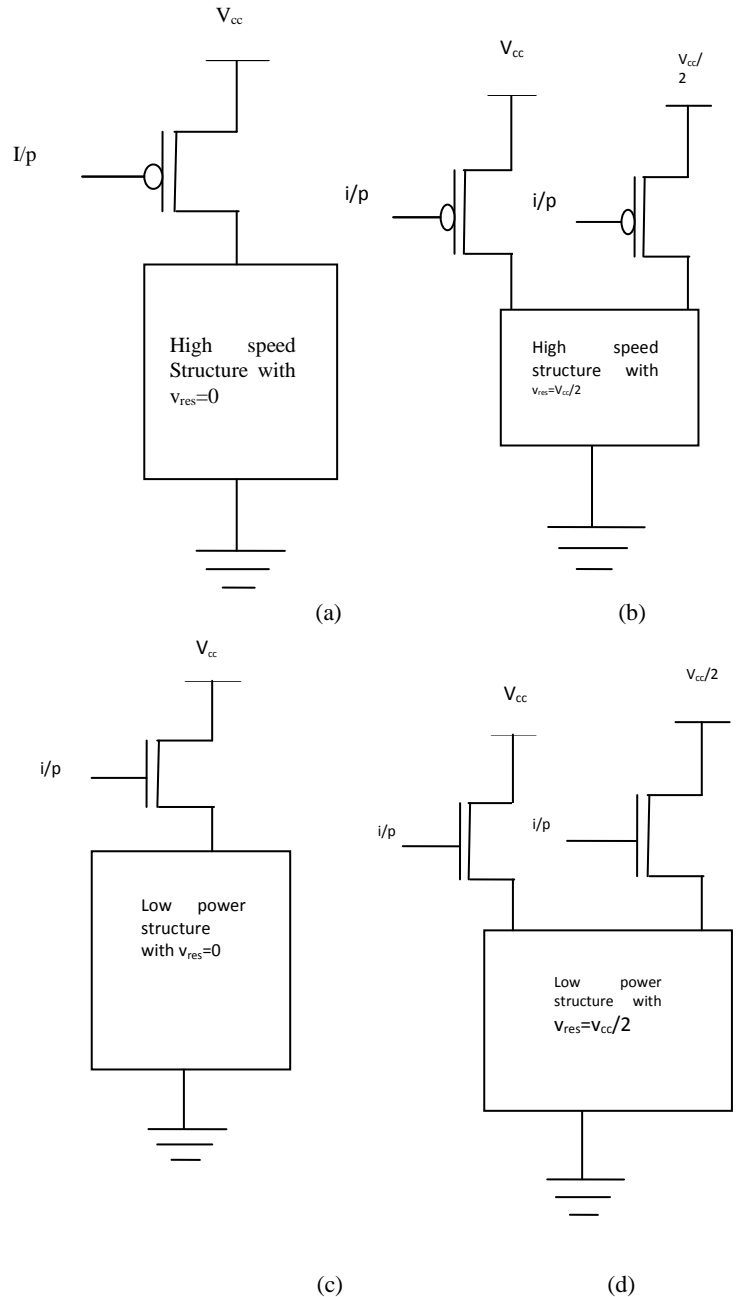 Vcc
I/p
High speed
Structure with
vres=0
(a)
Vcc
Vcc/
2
i/p
i/p
High speed
structure with
vres=Vcc/2
(b)
Vcc
i/p
Low power
structure
with vres=0
(c)
Vcc
Vcc/2
i/p
i/p
Low power
structure with
vres=vcc/2
(d)